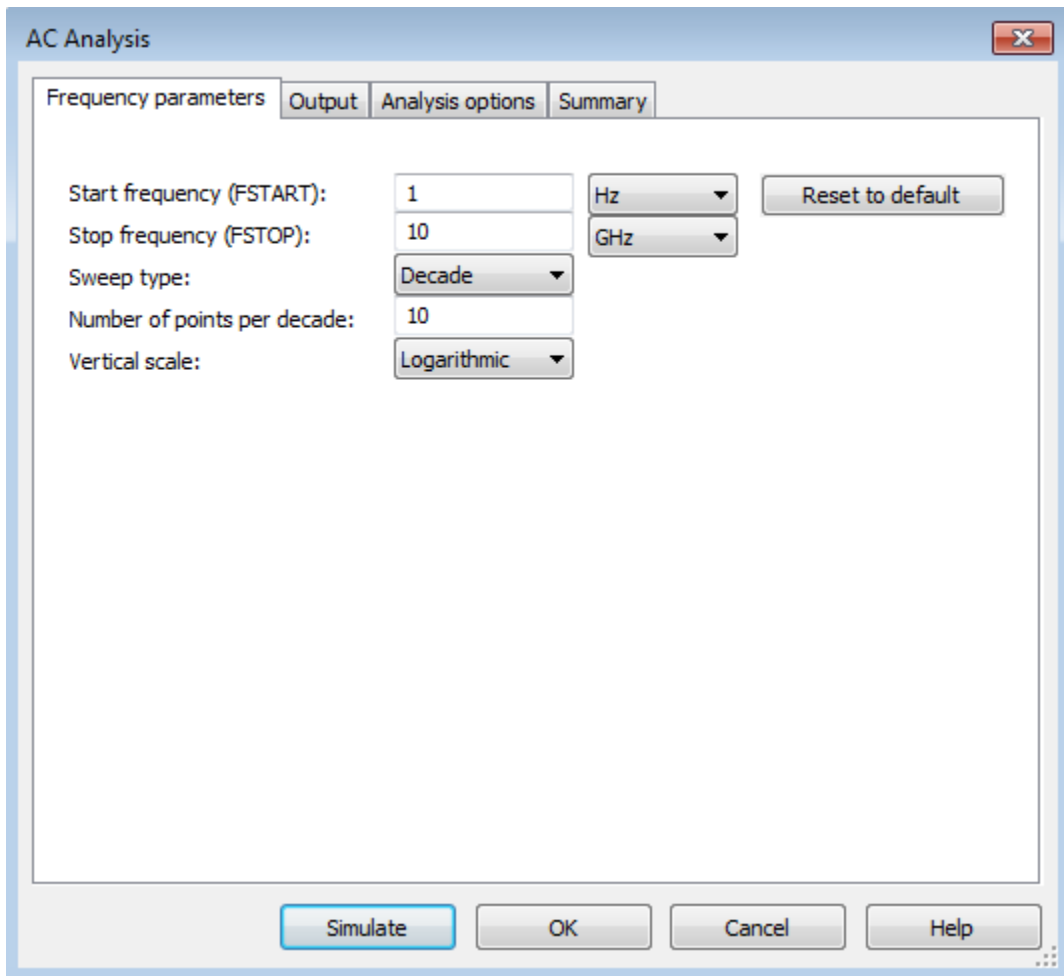 AC Analysis
Frequency parameters Output Analysis options Summary
Start frequency (FSTART): 1 Hz Reset to default
Stop frequency (FSTOP): 10 GHz
Sweep type: Decade
Number of points per decade: 10
Vertical scale: Logarithmic
Simulate OK Cancel Help